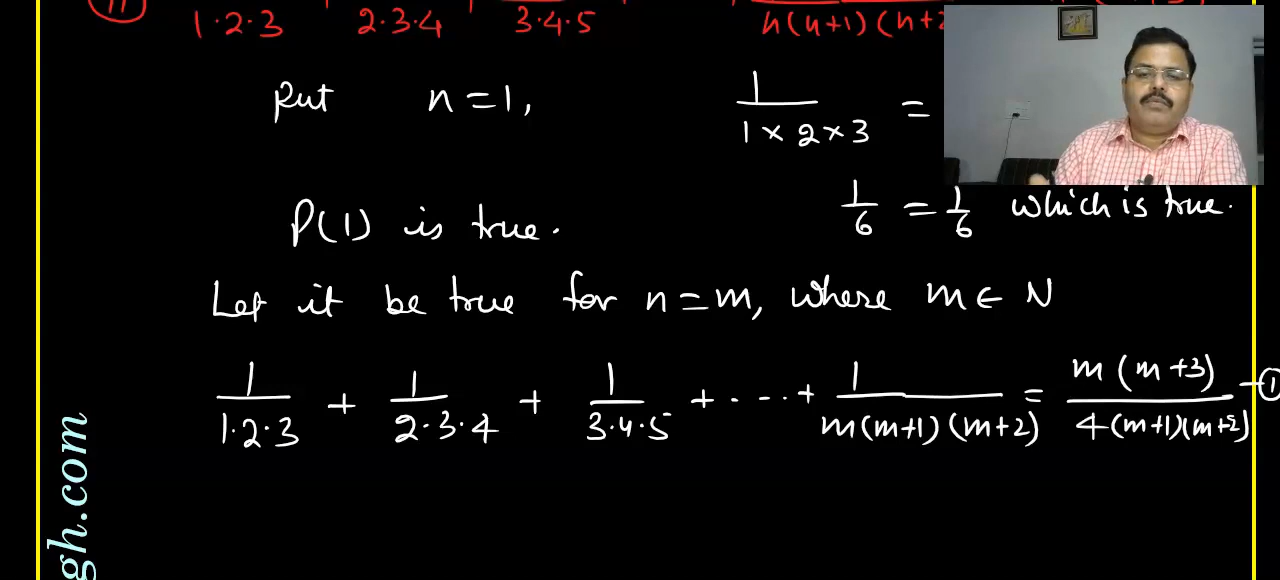 11
1·2·3 2·3·4 3·4·5 n(n+1)(n+2
Put n=1, 1/(1×2×3) =
1/6 = 1/6 which is true.
P(1) is true.
Let it be true for n=m, where m∈N
1/(1·2·3) + 1/(2·3·4) + 1/(3·4·5) + ·--·+ 1/(m(m+1)(m+2)) = m(m+3)/(4(m+1)(m+2)) –①
gh.com